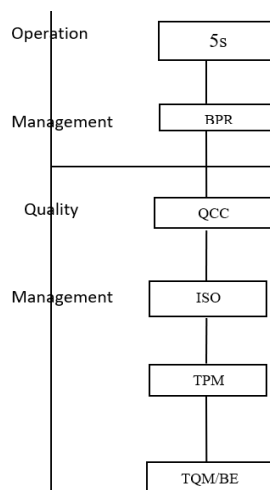 Operation
5s
BPR
Management
Quality
QCC
Management
ISO
TPM
TQM/BE